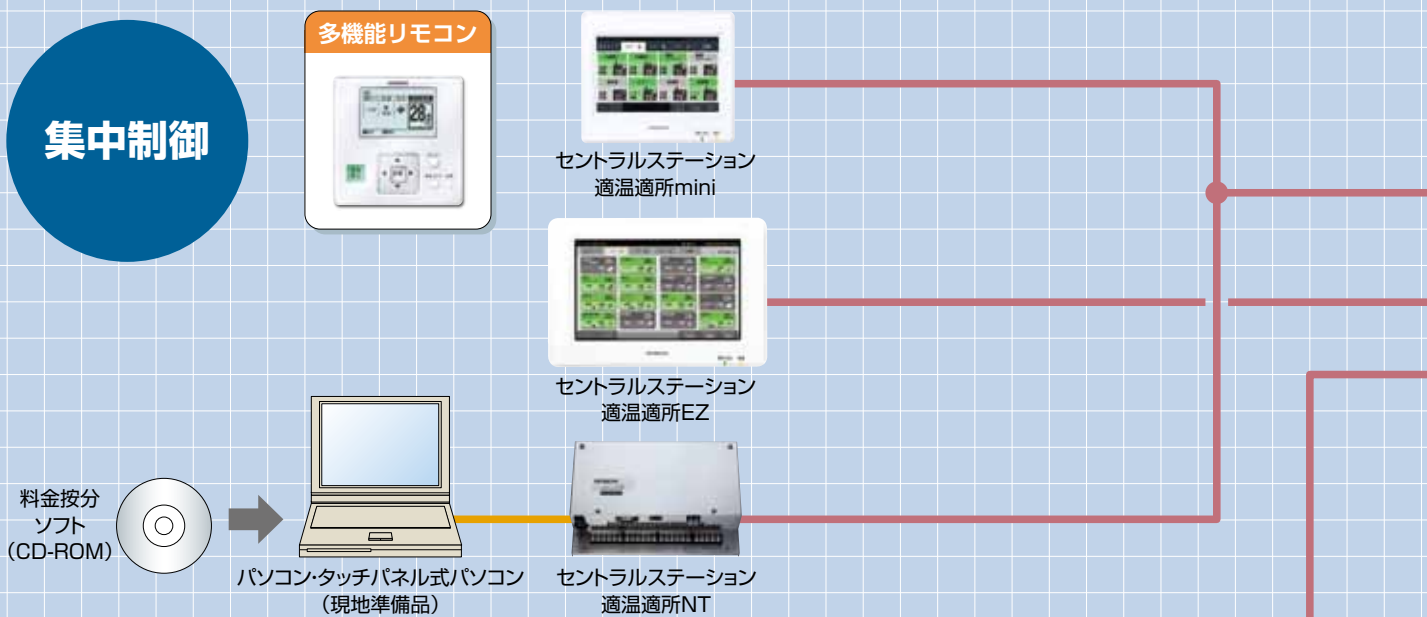 集中制御
多機能リモコン
28
セントラルステーション
適温適所mini
セントラルステーション
適温適所EZ
料金按分
ソフト
(CD-ROM)
パソコン・タッチパネル式パソコン
(現地準備品)
セントラルステーション
適温適所NT